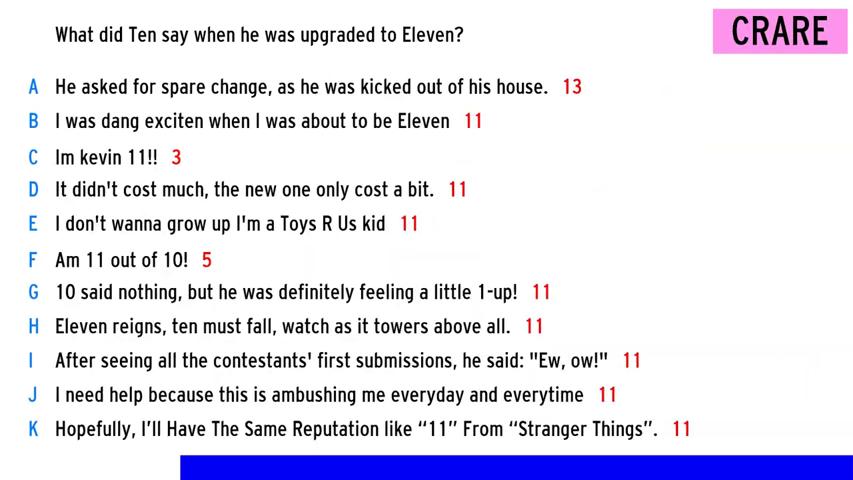 What did Ten say when he was upgraded to Eleven?
CRARE
A He asked for spare change, as he was kicked out of his house. 13
B I was dang exciten when I was about to be Eleven 11
C Im kevin 11!! 3
D It didn't cost much, the new one only cost a bit. 11
E I don't wanna grow up I'm a Toys R Us kid 11
F Am 11 out of 10! 5
G 10 said nothing, but he was definitely feeling a little 1-up! 11
H Eleven reigns, ten must fall, watch as it towers above all. 11
I After seeing all the contestants' first submissions, he said: "Ew, ow!" 11
J I need help because this is ambushing me everyday and everytime 11
K Hopefully, I’ll Have The Same Reputation like “11” From “Stranger Things”. 11